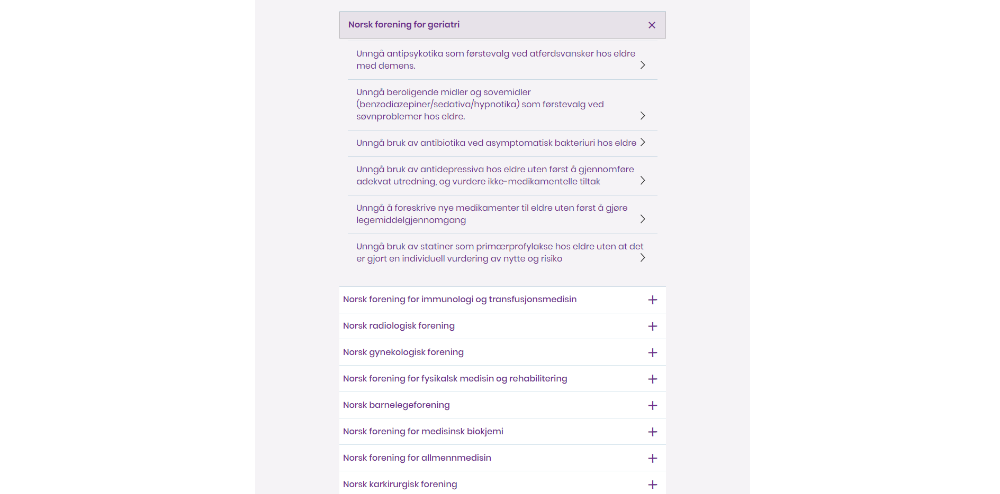 Norsk forening for geriatri
Unngå antipsykotika som førstevalg ved atferdsvansker hos eldre
med demens.
Unngå beroligende midler og sovemidler
(benzodiazepiner/sedativa/hypnotika) som førstevalg ved
søvnproblemer hos eldre.
Unngå bruk av antibiotika ved asymptomatisk bakteriuri hos eldre
Unngå bruk av antidepressiva hos eldre uten først å gjennomføre
adekvat utredning, og vurdere ikke-medikamentelle tiltak
Unngå å foreskrive nye medikamenter til eldre uten først å gjøre
legemiddelgjennomgang
Unngå bruk av statiner som primærprofylakse hos eldre uten at det
er gjort en individuell vurdering av nytte og risiko
Norsk forening for immunologi og transfusjonsmedisin
Norsk radiologisk forening
Norsk gynekologisk forening
Norsk forening for fysikalsk medisin og rehabilitering
Norsk barnelegeforening
Norsk forening for medisinsk biokjemi
Norsk forening for allmennmedisin
Norsk karkirurgisk forening